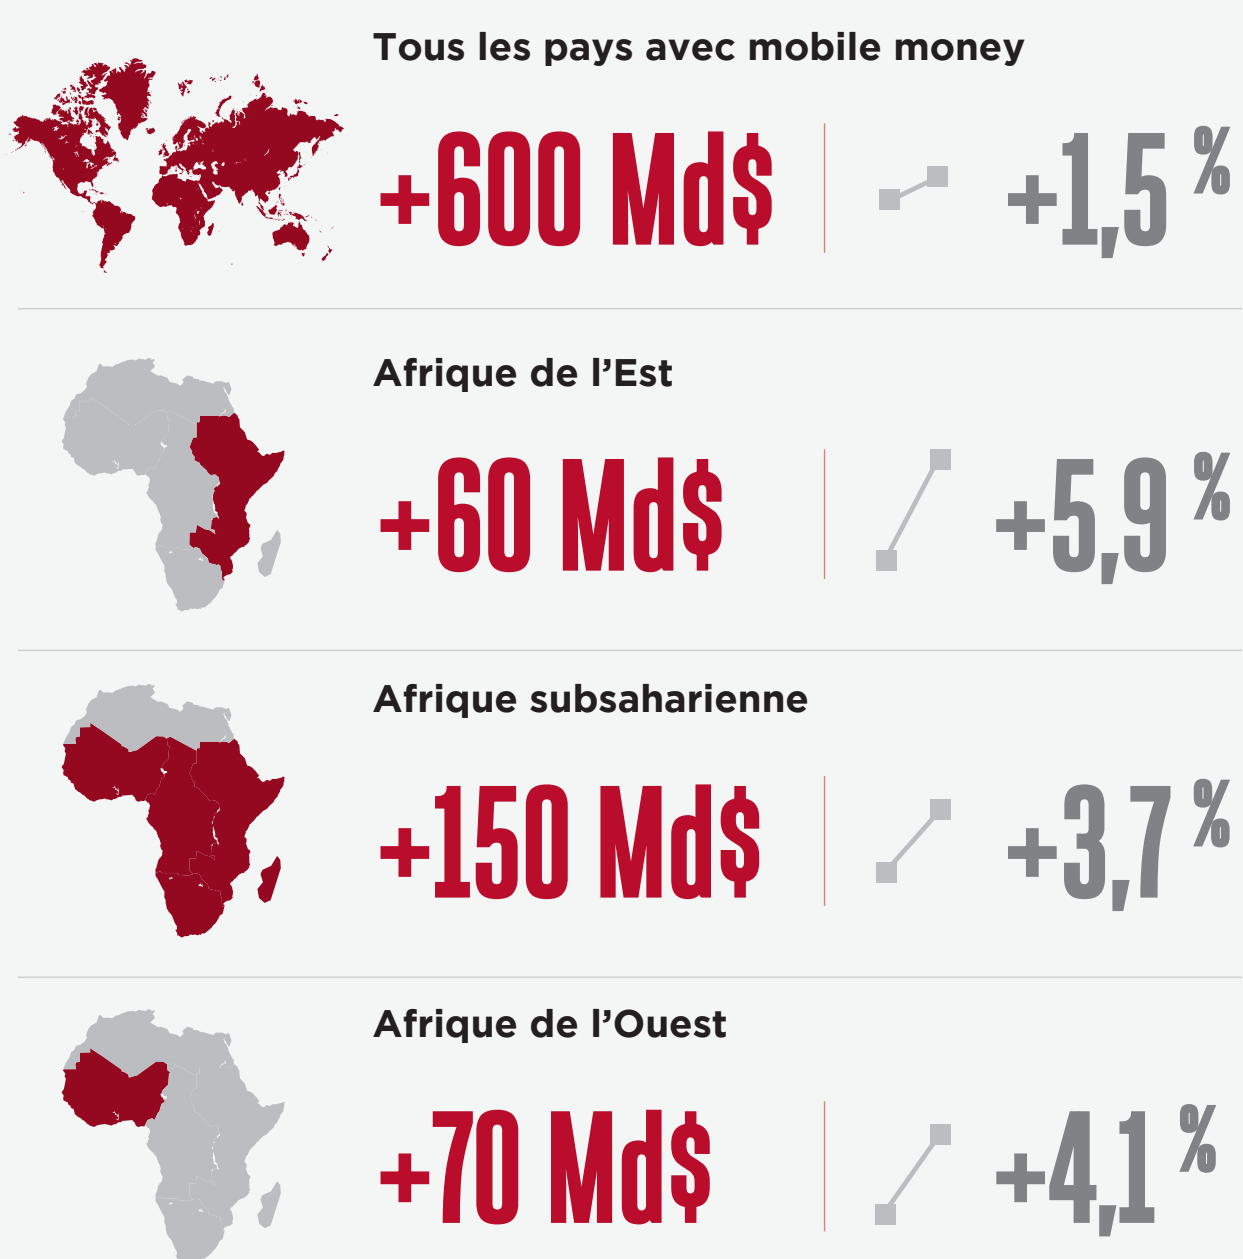 Tous les pays avec mobile money
+600 Md$ +1,5 %
Afrique de l’Est
+60 Md$ +5,9 %
Afrique subsaharienne
+150 Md$ +3,7 %
Afrique de l’Ouest
+70 Md$ +4,1 %